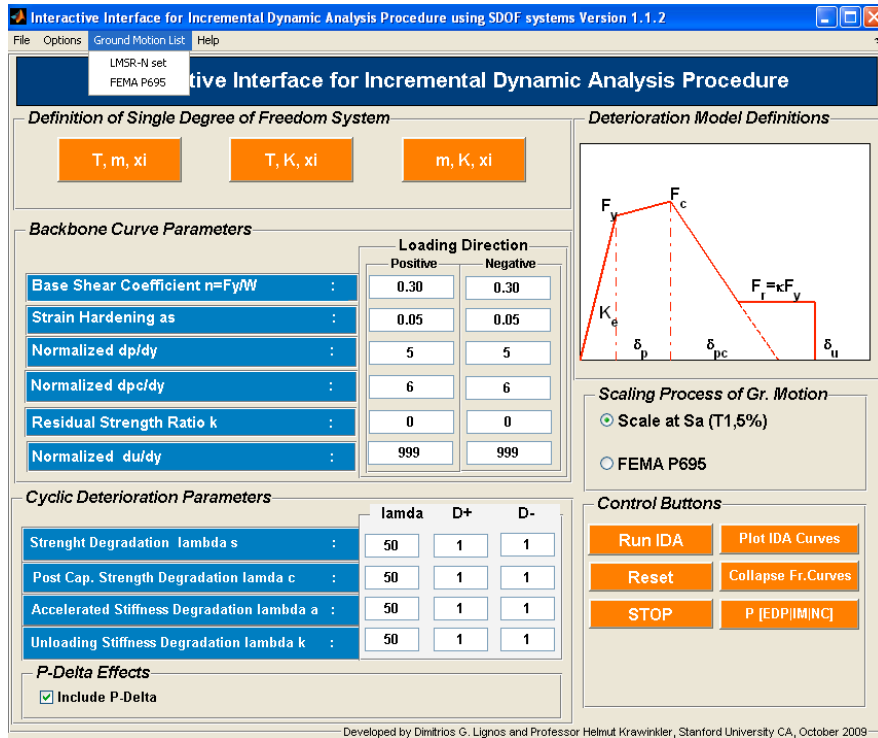 Interactive Interface for Incremental Dynamic Analysis Procedure using SDOF systems Version 1.1.2
File Options Ground Motion List Help
LMSR-N set
FEMA P695
tive Interface for Incremental Dynamic Analysis Procedure
Definition of Single Degree of Freedom System
T, m, xi
T, K, xi
m, K, xi
Backbone Curve Parameters
Loading Direction
Positive Negative
Base Shear Coefficient n=Fy/W : 0.30 0.30
Strain Hardening as : 0.05 0.05
Normalized dp/dy : 5 5
Normalized dpc/dy : 6 6
Residual Strength Ratio k : 0 0
Normalized du/dy : 999 999
Cyclic Deterioration Parameters
lamda D+ D-
Strenght Degradation lambda s : 50 1 1
Post Cap. Strength Degradation lamda c : 50 1 1
Accelerated Stiffness Degradation lambda a : 50 1 1
Unloading Stiffness Degradation lambda k : 50 1 1
P-Delta Effects
Include P-Delta
Deterioration Model Definitions
Fy
Fc
Fr=κFy
Ke
δp
δpc
δu
Scaling Process of Gr. Motion
Scale at Sa (T1,5%)
FEMA P695
Control Buttons
Run IDA
Plot IDA Curves
Reset
Collapse Fr.Curves
STOP
P [EDP|IM|NC]
Developed by Dimitrios G. Lignos and Professor Helmut Krawinkler, Stanford University CA, October 2009